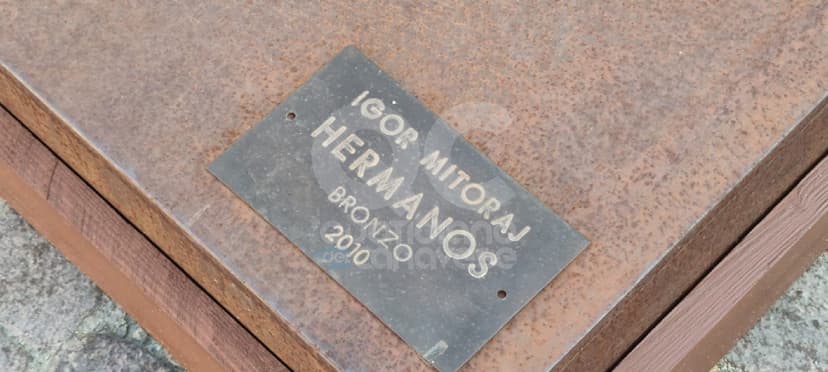 IGOR MITORAJ
HERMANOS
BRONZO
2010